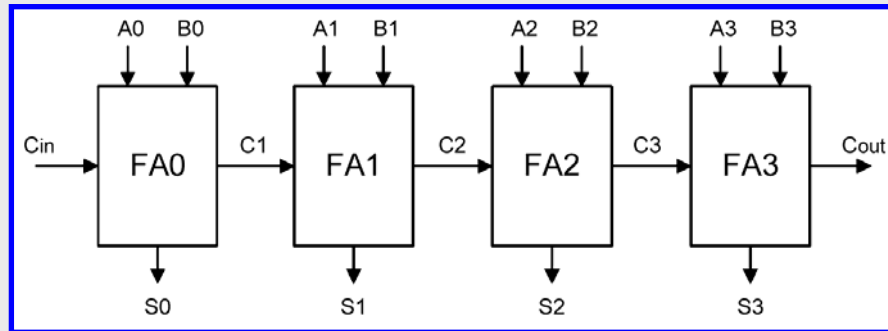 A0 B0 A1 B1 A2 B2 A3 B3
Cin FA0 C1 FA1 C2 FA2 C3 FA3 Cout
S0 S1 S2 S3